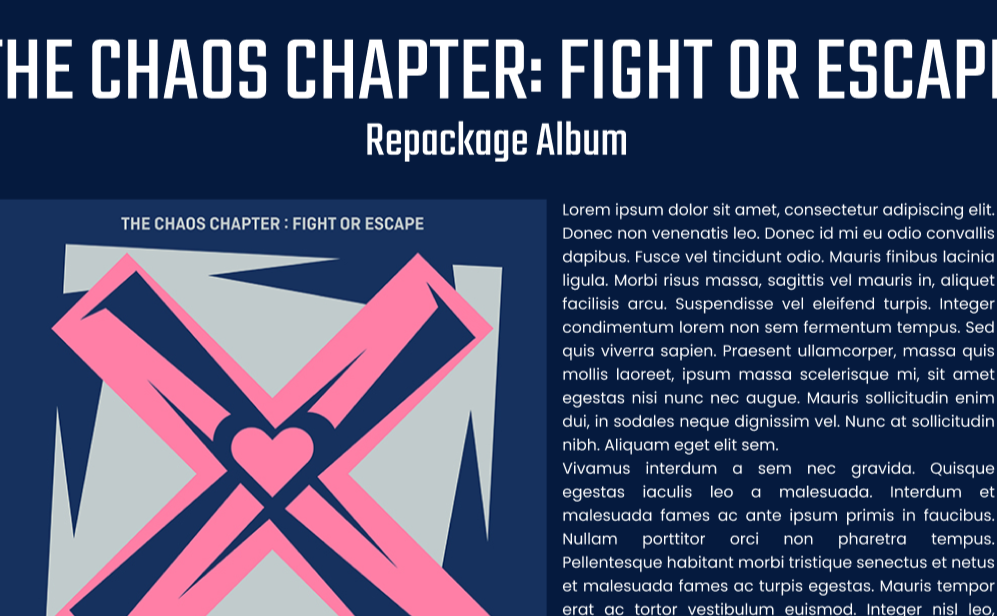 THE CHAOS CHAPTER: FIGHT OR ESCAPE
Repackage Album
THE CHAOS CHAPTER : FIGHT OR ESCAPE
Lorem ipsum dolor sit amet, consectetur adipiscing elit.
Donec non venenatis leo. Donec id mi eu odio convallis
dapibus. Fusce vel tincidunt odio. Mauris finibus lacinia
ligula. Morbi risus massa, sagittis vel mauris in, aliquet
facilisis arcu. Suspendisse vel eleifend turpis. Integer
condimentum lorem non sem fermentum tempus. Sed
quis viverra sapien. Praesent ullamcorper, massa quis
mollis laoreet, ipsum massa scelerisque mi, sit amet
egestas nisi nunc nec augue. Mauris sollicitudin enim
dui, in sodales neque dignissim vel. Nunc at sollicitudin
nibh. Aliquam eget elit sem.
Vivamus interdum a sem nec gravida. Quisque
egestas iaculis leo a malesuada. Interdum et
malesuada fames ac ante ipsum primis in faucibus.
Nullam porttitor orci non pharetra tempus.
Pellentesque habitant morbi tristique senectus et netus
et malesuada fames ac turpis egestas. Mauris tempor
erat ac tortor vestibulum euismod. Integer nisl leo,